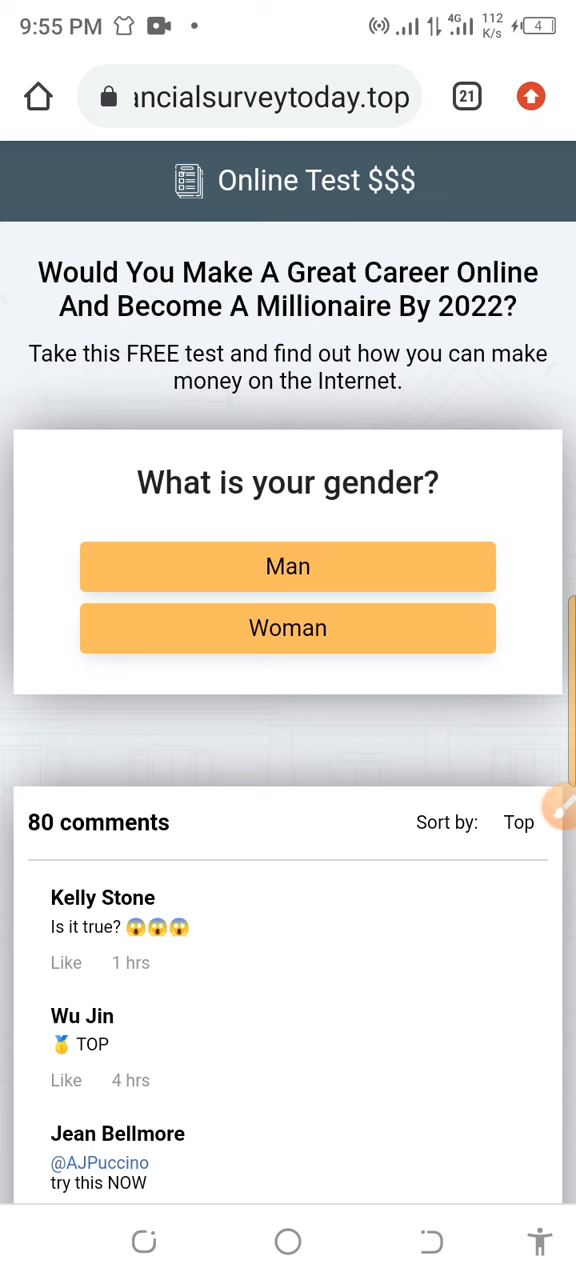 9:55 PM
4G
112
K/s
4
ancialsurveytoday.top
21
Online Test $$$
Would You Make A Great Career Online
And Become A Millionaire By 2022?
Take this FREE test and find out how you can make
money on the Internet.
What is your gender?
Man
Woman
80 comments
Sort by: Top
Kelly Stone
Is it true? 😱😱😱
Like 1 hrs
Wu Jin
🥇 TOP
Like 4 hrs
Jean Bellmore
@AJPuccino
try this NOW